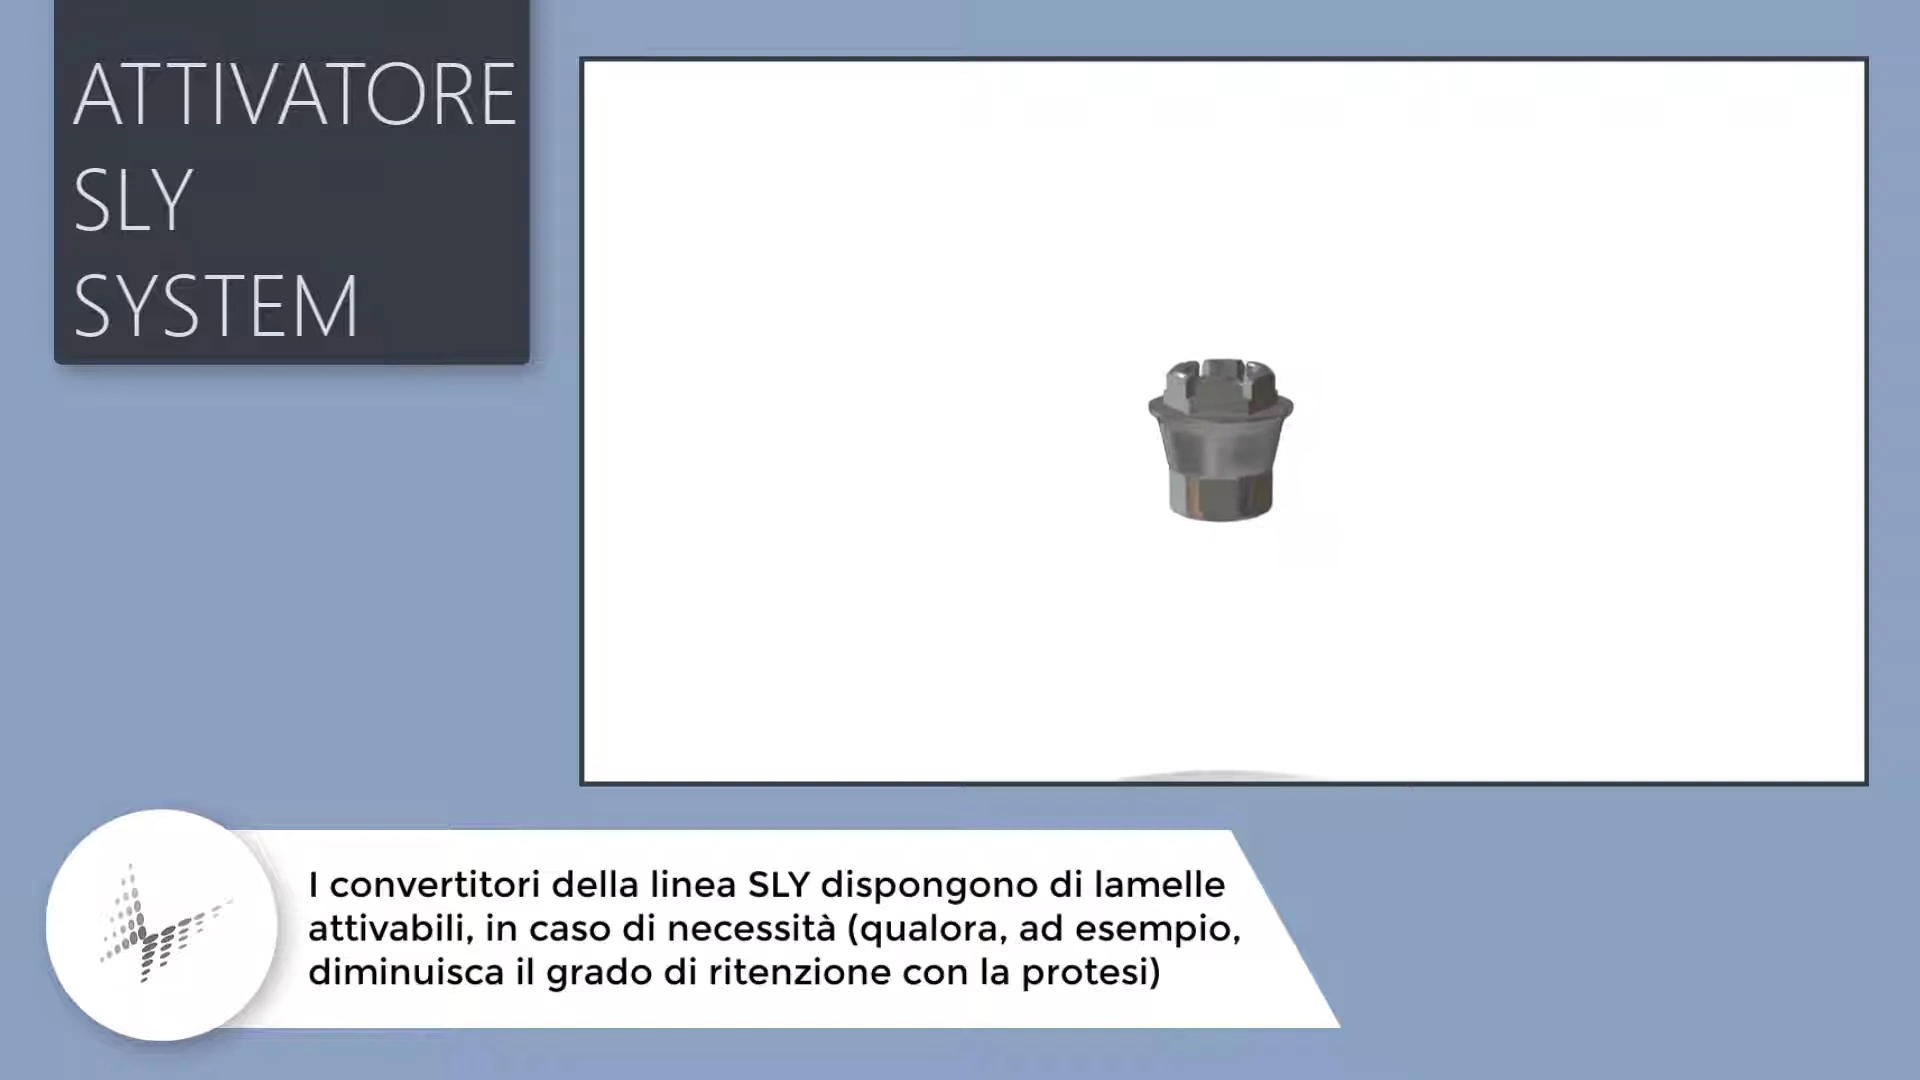 ATTIVATORE
SLY
SYSTEM
I convertitori della linea SLY dispongono di lamelle
attivabili, in caso di necessità (qualora, ad esempio,
diminuisca il grado di ritenzione con la protesi)